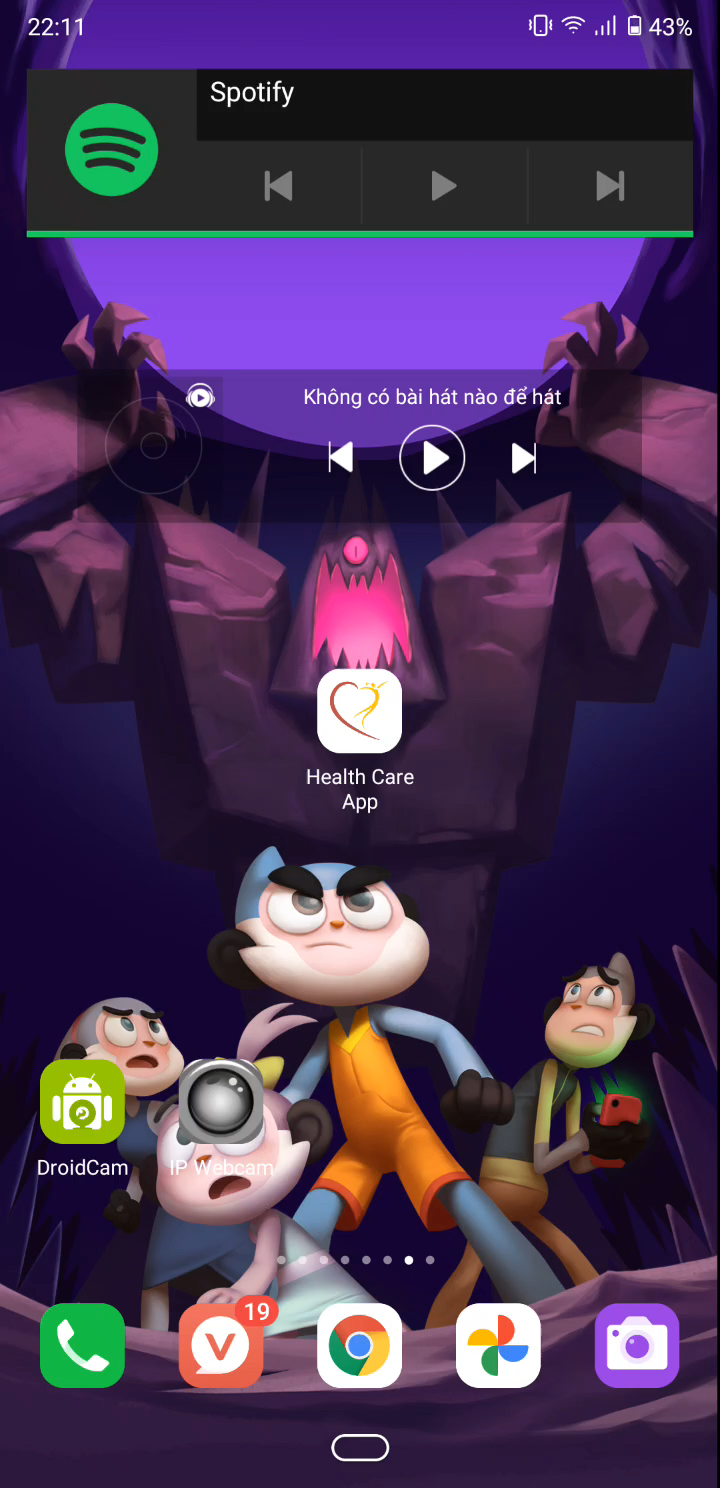 22:11
43%
Spotify
Không có bài hát nào để hát
Health Care
App
DroidCam
IP Webcam
19
V